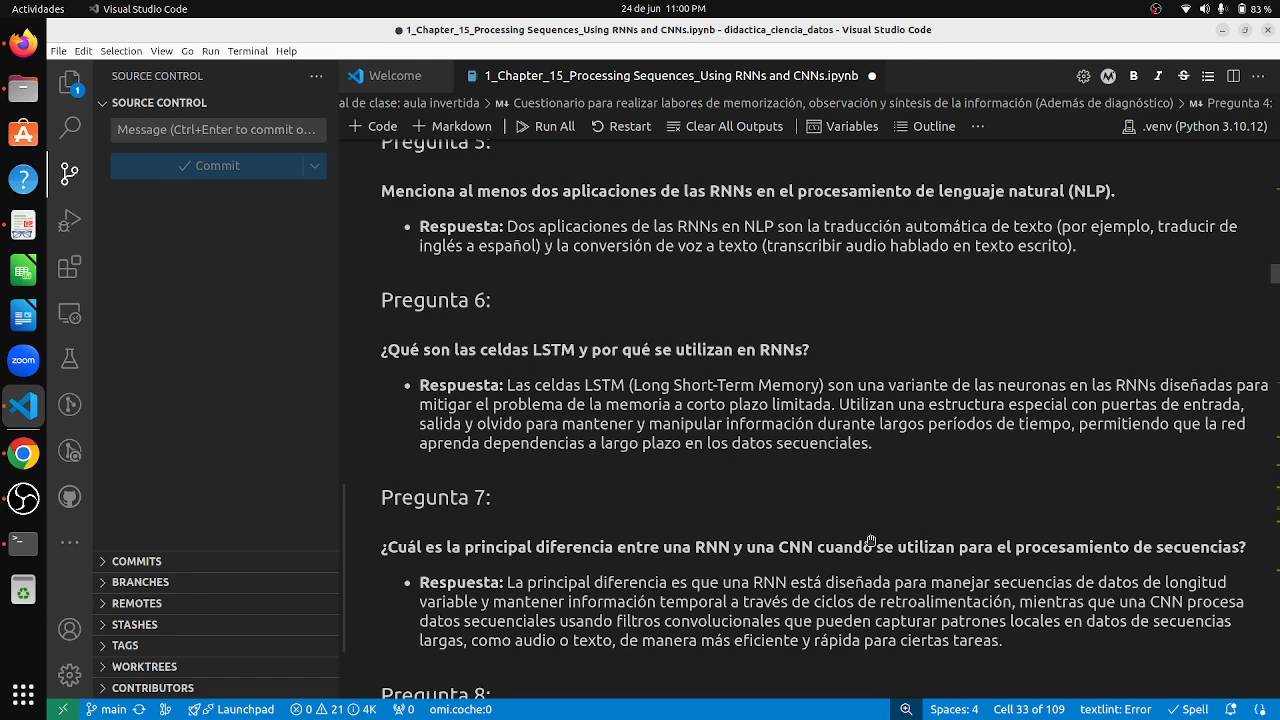 Actividades
Visual Studio Code
24 de jun 11:00 PM
83 %
1_Chapter_15_Processing Sequences_Using RNNs and CNNs.ipynb - didactica_ciencia_datos - Visual Studio Code
File Edit Selection View Go Run Terminal Help
SOURCE CONTROL
Welcome
1_Chapter_15_Processing Sequences_Using RNNs and CNNs.ipynb
SOURCE CONTROL
al de clase: aula invertida > Cuestionario para realizar labores de memorización, observación y síntesis de la información (Además de diagnóstico) > Pregunta 4:
Message (Ctrl+Enter to commit o...
Code Markdown Run All Restart Clear All Outputs Variables Outline ... .venv (Python 3.10.12)
Commit
Pregunta 5:
Menciona al menos dos aplicaciones de las RNNs en el procesamiento de lenguaje natural (NLP).
• Respuesta: Dos aplicaciones de las RNNs en NLP son la traducción automática de texto (por ejemplo, traducir de
inglés a español) y la conversión de voz a texto (transcribir audio hablado en texto escrito).
Pregunta 6:
¿Qué son las celdas LSTM y por qué se utilizan en RNNs?
• Respuesta: Las celdas LSTM (Long Short-Term Memory) son una variante de las neuronas en las RNNs diseñadas para
mitigar el problema de la memoria a corto plazo limitada. Utilizan una estructura especial con puertas de entrada,
salida y olvido para mantener y manipular información durante largos períodos de tiempo, permitiendo que la red
aprenda dependencias a largo plazo en los datos secuenciales.
Pregunta 7:
¿Cuál es la principal diferencia entre una RNN y una CNN cuando se utilizan para el procesamiento de secuencias?
• Respuesta: La principal diferencia es que una RNN está diseñada para manejar secuencias de datos de longitud
variable y mantener información temporal a través de ciclos de retroalimentación, mientras que una CNN procesa
datos secuenciales usando filtros convolucionales que pueden capturar patrones locales en datos de secuencias
largas, como audio o texto, de manera más eficiente y rápida para ciertas tareas.
Pregunta 8:
COMMITS
BRANCHES
REMOTES
STASHES
TAGS
WORKTREES
CONTRIBUTORS
1
zoom
main Launchpad 0 21 4K 0 omi.coche:0 Spaces: 4 Cell 33 of 109 textlint: Error Spell